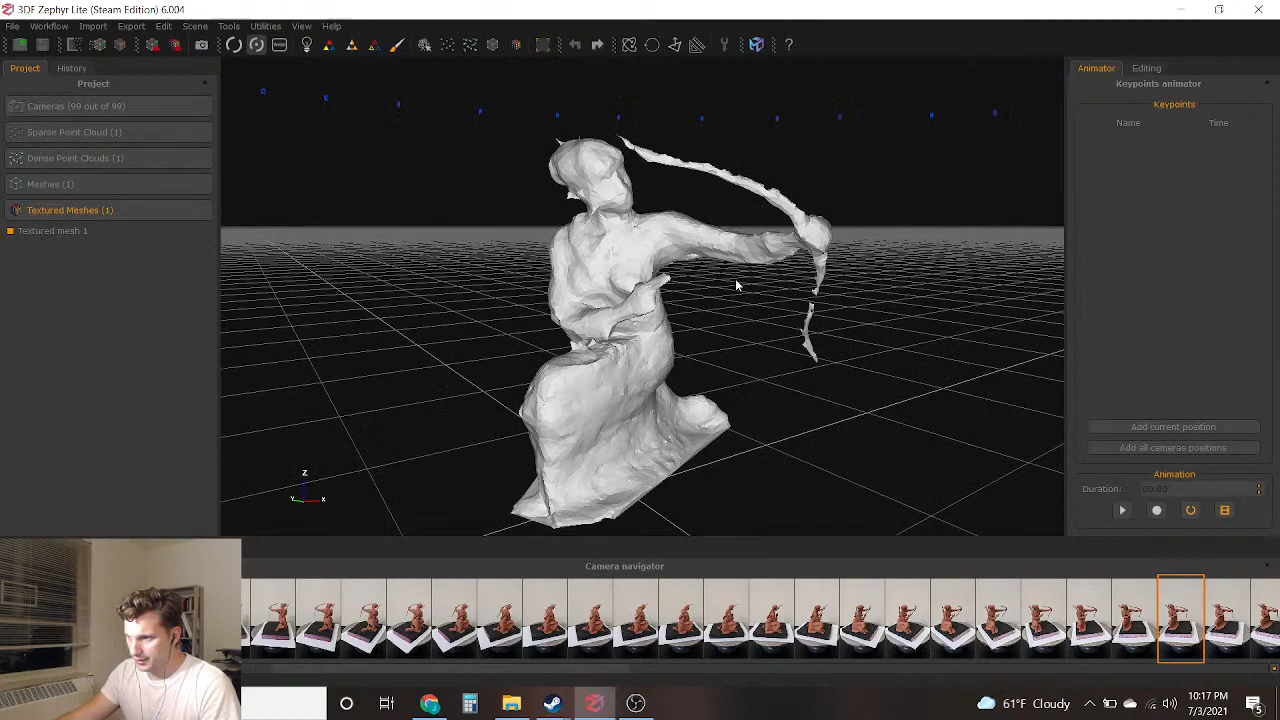 3DF Zephyr Lite (Steam Edition) 6.004
File Workflow Import Export Edit Scene Tools Utilities View Help
Project History
Project
Cameras (99 out of 99)
Sparse Point Cloud (1)
Dense Point Clouds (1)
Meshes (1)
Textured Meshes (1)
Textured mesh 1
Z
Y X
Animator Editing
Keypoints animator
Keypoints
Name Time
Add current position
Add all cameras positions
Animation
Duration: 00:00
Camera navigator
61°F Cloudy
10:17 PM
7/3/2021